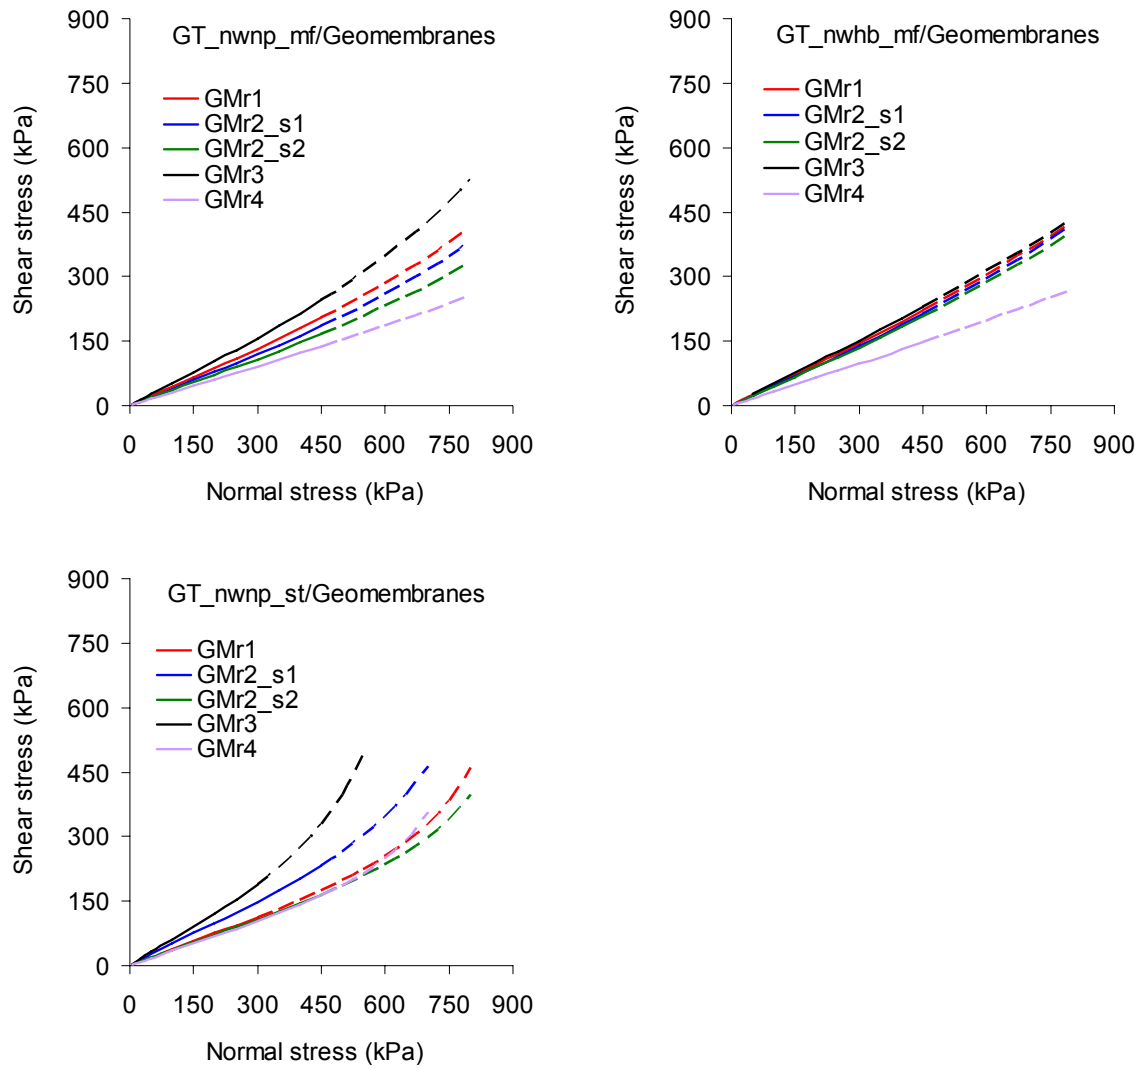 GT_nwnp_mf/Geomembranes
Shear stress (kPa)
900
750
600
450
300
150
0
GMr1
GMr2_s1
GMr2_s2
GMr3
GMr4
0 150 300 450 600 750 900
Normal stress (kPa)
GT_nwhb_mf/Geomembranes
Shear stress (kPa)
900
750
600
450
300
150
0
GMr1
GMr2_s1
GMr2_s2
GMr3
GMr4
0 150 300 450 600 750 900
Normal stress (kPa)
GT_nwnp_st/Geomembranes
Shear stress (kPa)
900
750
600
450
300
150
0
GMr1
GMr2_s1
GMr2_s2
GMr3
GMr4
0 150 300 450 600 750 900
Normal stress (kPa)